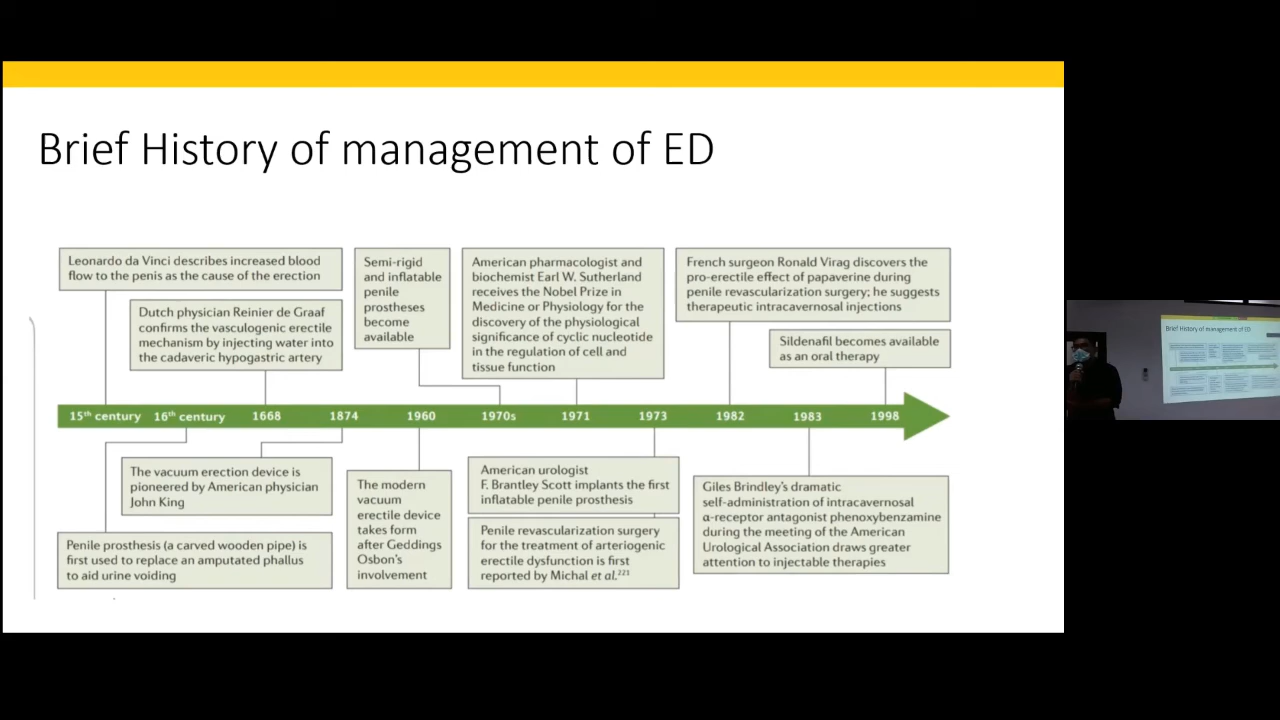 Brief History of management of ED
Leonardo da Vinci describes increased blood
flow to the penis as the cause of the erection
Dutch physician Reinier de Graaf
confirms the vasculogenic erectile
mechanism by injecting water into
the cadaveric hypogastric artery
Semi-rigid
and inflatable
penile
prostheses
become
available
American pharmacologist and
biochemist Earl W. Sutherland
receives the Nobel Prize in
Medicine or Physiology for the
discovery of the physiological
significance of cyclic nucleotide
in the regulation of cell and
tissue function
French surgeon Ronald Virag discovers the
pro-erectile effect of papaverine during
penile revascularization surgery; he suggests
therapeutic intracavernosal injections
Sildenafil becomes available
as an oral therapy
15th century 16th century 1668 1874 1960 1970s 1971 1973 1982 1983 1998
The vacuum erection device is
pioneered by American physician
John King
Penile prosthesis (a carved wooden pipe) is
first used to replace an amputated phallus
to aid urine voiding
The modern
vacuum
erectile device
takes form
after Geddings
Osbon's
involvement
American urologist
F. Brantley Scott implants the first
inflatable penile prosthesis
Penile revascularization surgery
for the treatment of arteriogenic
erectile dysfunction is first
reported by Michal et al.221
Giles Brindley's dramatic
self-administration of intracavernosal
α-receptor antagonist phenoxybenzamine
during the meeting of the American
Urological Association draws greater
attention to injectable therapies
Brief History of management of ED